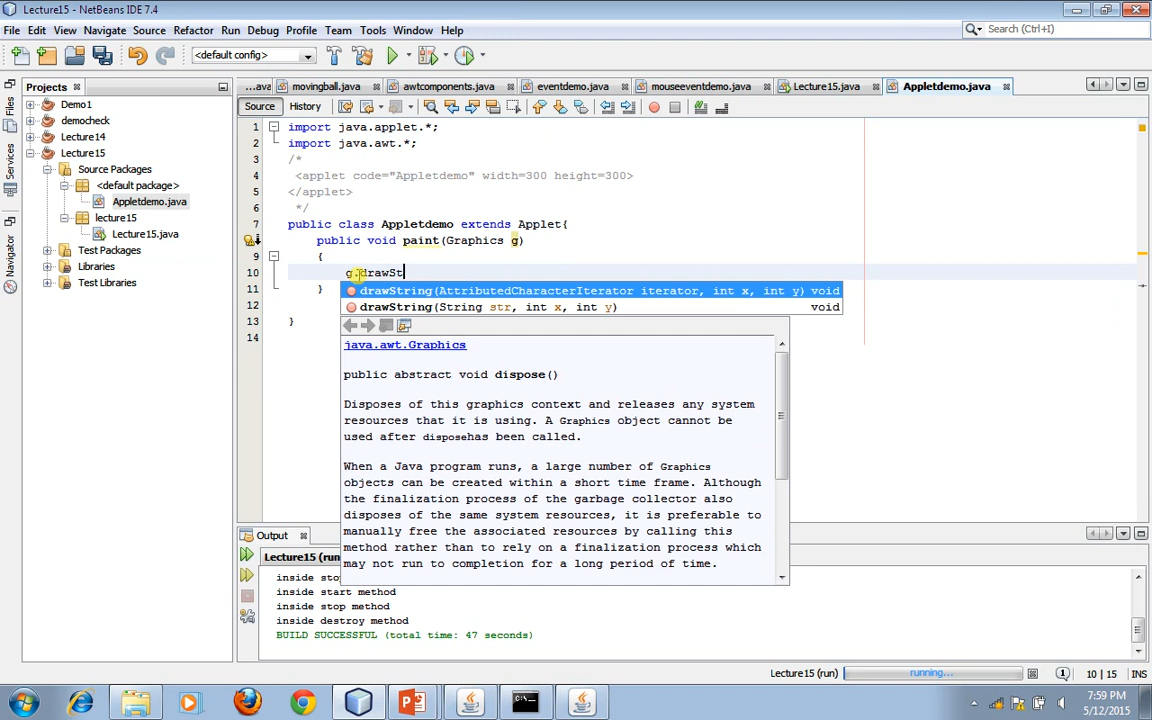 Lecture15 - NetBeans IDE 7.4
File Edit View Navigate Source Refactor Run Debug Profile Team Tools Window Help
Search (Ctrl+I)
<default config>
Projects
...ava movingball.java awtcomponents.java eventdemo.java mouseeventdemo.java Lecture15.java Appletdemo.java
Files
Services
Navigator
Demo1
democheck
Lecture14
Lecture15
Source Packages
<default package>
Appletdemo.java
lecture15
Lecture15.java
Test Packages
Libraries
Test Libraries
Source History
1 import java.applet.*;
2 import java.awt.*;
3 /*
4 <applet code="Appletdemo" width=300 height=300>
5 </applet>
6 */
7 public class Appletdemo extends Applet{
public void paint(Graphics g)
9 {
10 g.drawSt
11 }
12
13 }
14
drawString(AttributedCharacterIterator iterator, int x, int y) void
drawString(String str, int x, int y) void
java.awt.Graphics
public abstract void dispose()
Disposes of this graphics context and releases any system
resources that it is using. A Graphics object cannot be
used after disposehas been called.
When a Java program runs, a large number of Graphics
objects can be created within a short time frame. Although
the finalization process of the garbage collector also
disposes of the same system resources, it is preferable to
manually free the associated resources by calling this
method rather than to rely on a finalization process which
may not run to completion for a long period of time.
Output
Lecture15 (run
inside sto
inside start method
inside stop method
inside destroy method
BUILD SUCCESSFUL (total time: 47 seconds)
Lecture15 (run) running... 1 10 | 15 INS
7:59 PM
5/12/2015